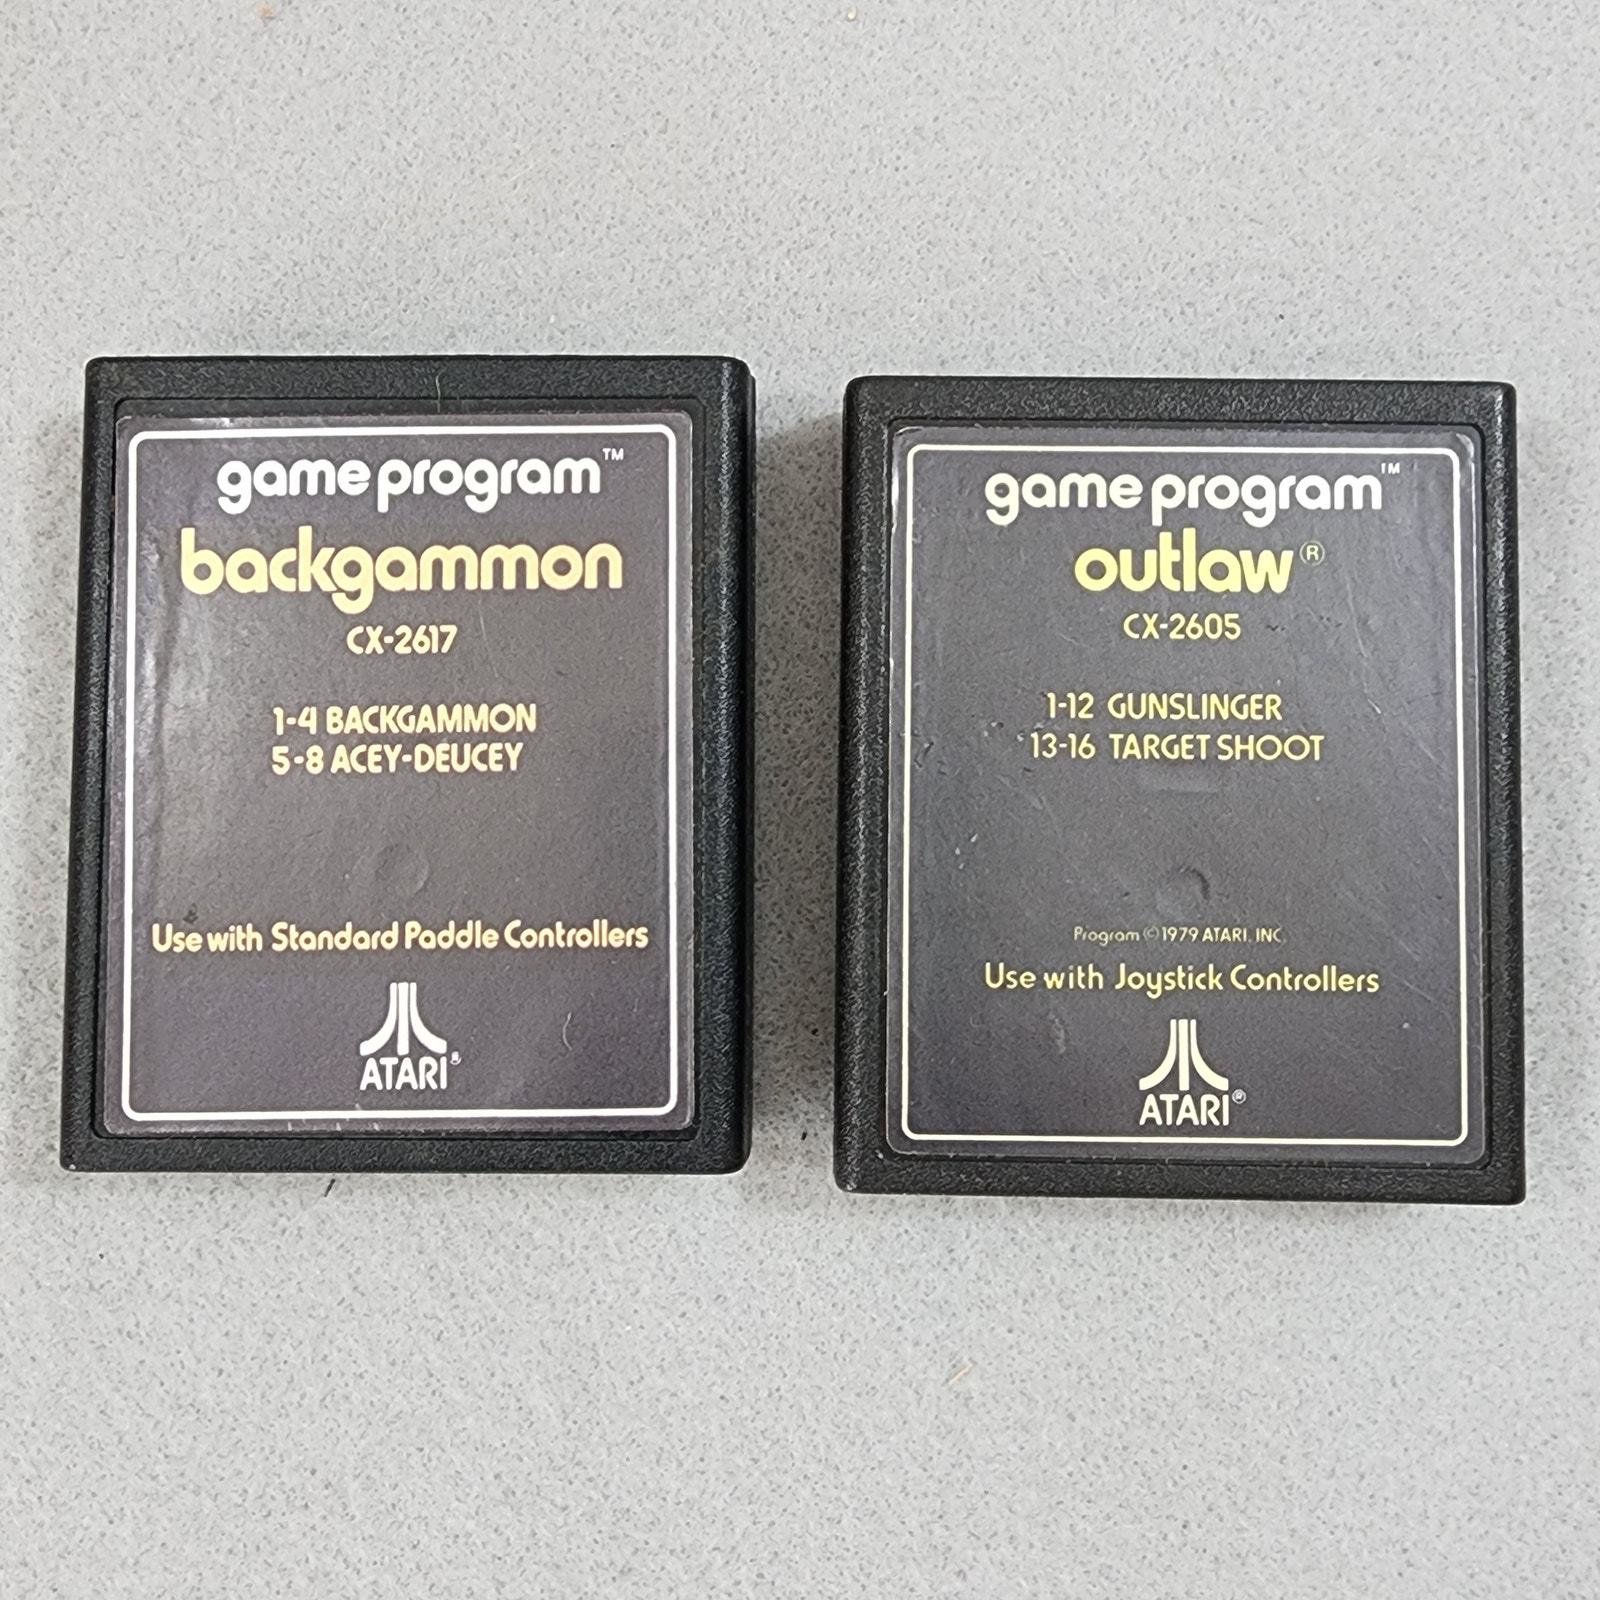 game program™
backgammon
CX-2617
1-4 BACKGAMMON
5-8 ACEY-DEUCEY
Use with Standard Paddle Controllers
ATARI®
game program™
outlaw®
CX-2605
1-12 GUNSLINGER
13-16 TARGET SHOOT
Program © 1979 ATARI, INC.
Use with Joystick Controllers
ATARI®